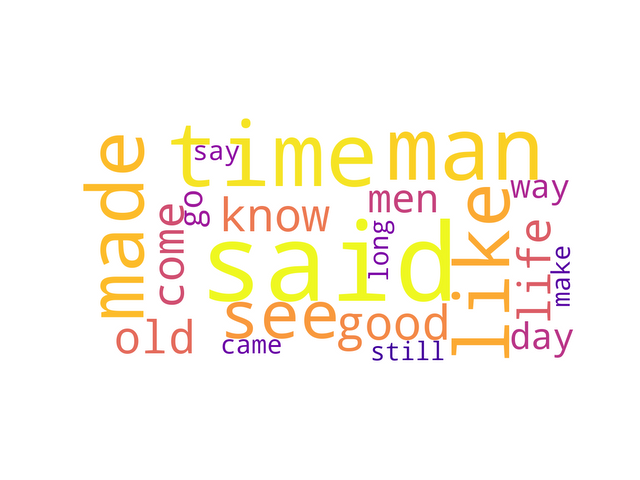 time
man
say
made
way
go
men
know
come
said
long
like
life
make
see
good
old
day
came
still